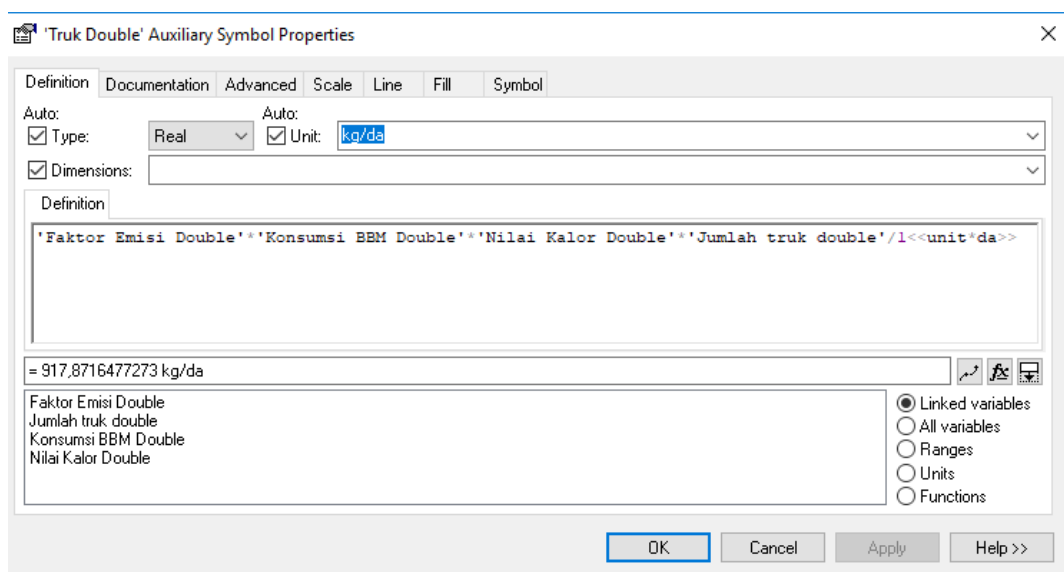 'Truk Double' Auxiliary Symbol Properties
Definition Documentation Advanced Scale Line Fill Symbol
Auto: Auto:
Type: Real Unit: kg/da
Dimensions:
Definition
'Faktor Emisi Double'*'Konsumsi BBM Double'*'Nilai Kalor Double'*'Jumlah truk double'/1<<unit*da>>
= 917,8716477273 kg/da
Faktor Emisi Double
Jumlah truk double
Konsumsi BBM Double
Nilai Kalor Double
Linked variables
All variables
Ranges
Units
Functions
OK Cancel Apply Help >>